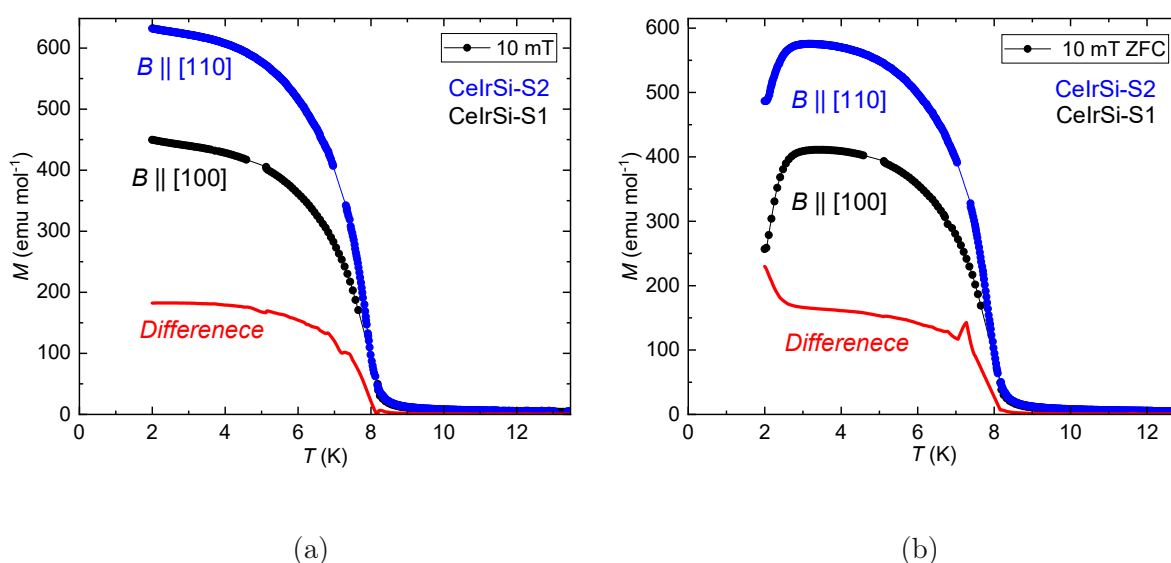 600
500
400
300
200
100
0
M (emu mol⁻¹)
10 mT
B || [110]
CeIrSi-S2
CeIrSi-S1
B || [100]
Differenece
0 2 4 6 8 10 12
T (K)
(a)
600
500
400
300
200
100
0
M (emu mol⁻¹)
10 mT ZFC
CeIrSi-S2
B || [110]
CeIrSi-S1
B || [100]
Differenece
0 2 4 6 8 10 12
T (K)
(b)